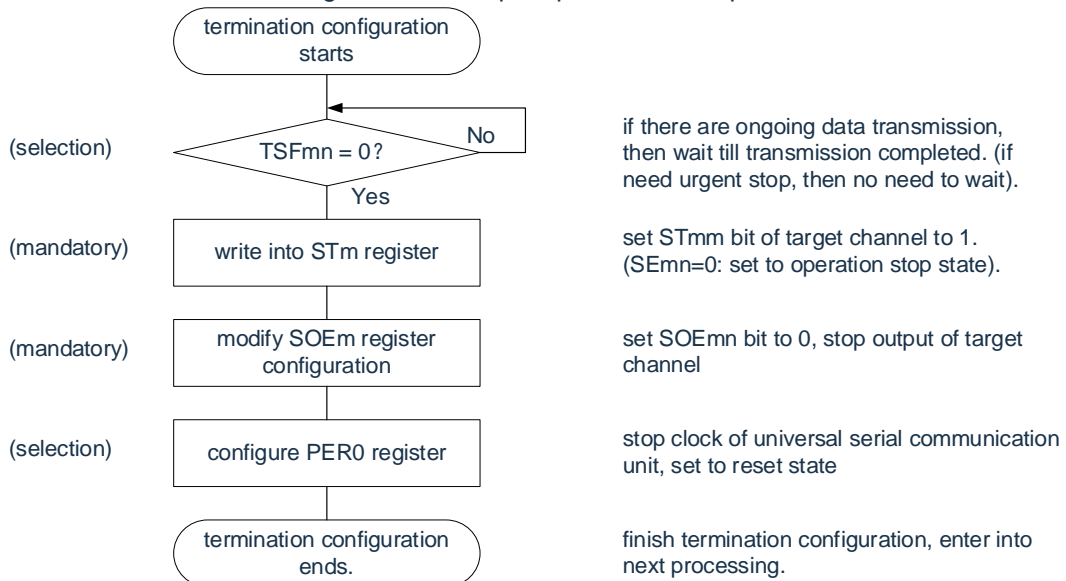 termination configuration
starts
(selection)
TSFmn = 0?
No
Yes
if there are ongoing data transmission,
then wait till transmission completed. (if
need urgent stop, then no need to wait).
(mandatory)
write into STm register
set STmm bit of target channel to 1.
(SEmn=0: set to operation stop state).
(mandatory)
modify SOEm register
configuration
set SOEmn bit to 0, stop output of target
channel
(selection)
configure PER0 register
stop clock of universal serial communication
unit, set to reset state
termination configuration
ends.
finish termination configuration, enter into
next processing.